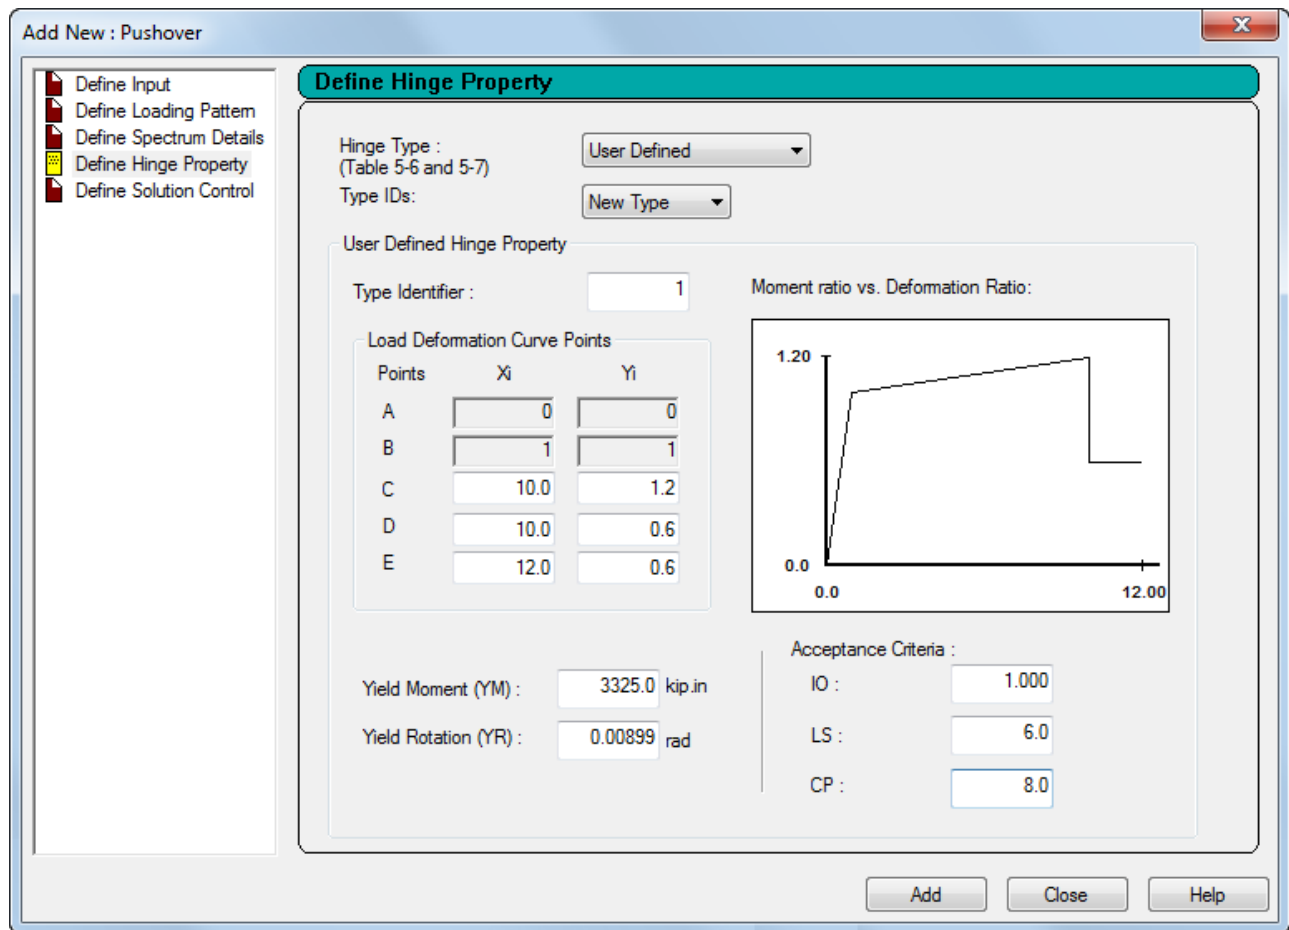 Add New : Pushover
Define Input
Define Loading Pattern
Define Spectrum Details
Define Hinge Property
Define Solution Control
Define Hinge Property
Hinge Type : User Defined
(Table 5-6 and 5-7)
Type IDs: New Type
User Defined Hinge Property
Type Identifier : 1
Load Deformation Curve Points
Points Xi Yi
A 0 0
B 1 1
C 10.0 1.2
D 10.0 0.6
E 12.0 0.6
Moment ratio vs. Deformation Ratio:
1.20
0.0
0.0 12.00
Yield Moment (YM) : 3325.0 kip.in
Yield Rotation (YR) : 0.00899 rad
Acceptance Criteria :
IO : 1.000
LS : 6.0
CP : 8.0
Add Close Help